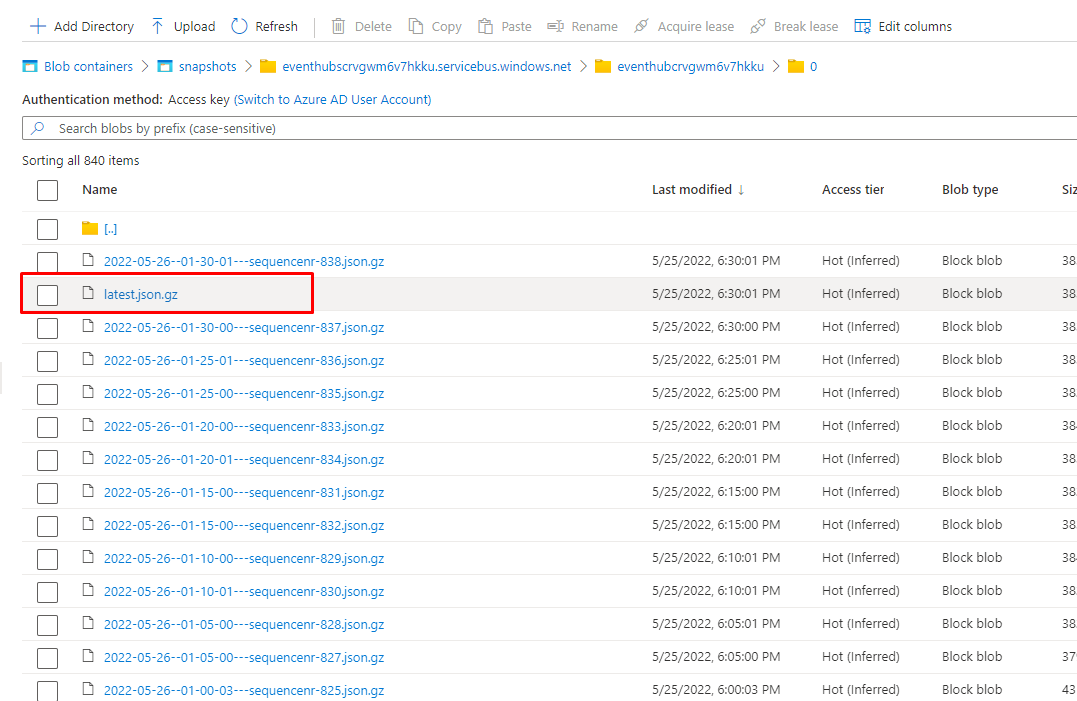 Add Directory Upload Refresh Delete Copy Paste Rename Acquire lease Break lease Edit columns
Blob containers > snapshots > eventhubscrvgwm6v7hkku.servicebus.windows.net > eventhubcrvgwm6v7hkku > 0
Authentication method: Access key (Switch to Azure AD User Account)
Search blobs by prefix (case-sensitive)
Sorting all 840 items
Name Last modified ↓ Access tier Blob type
[..]
2022-05-26--01-30-01---sequencenr-838.json.gz 5/25/2022, 6:30:01 PM Hot (Inferred) Block blob
latest.json.gz 5/25/2022, 6:30:01 PM Hot (Inferred) Block blob
2022-05-26--01-30-00---sequencenr-837.json.gz 5/25/2022, 6:30:00 PM Hot (Inferred) Block blob
2022-05-26--01-25-01---sequencenr-836.json.gz 5/25/2022, 6:25:01 PM Hot (Inferred) Block blob
2022-05-26--01-25-00---sequencenr-835.json.gz 5/25/2022, 6:25:00 PM Hot (Inferred) Block blob
2022-05-26--01-20-00---sequencenr-833.json.gz 5/25/2022, 6:20:01 PM Hot (Inferred) Block blob
2022-05-26--01-20-01---sequencenr-834.json.gz 5/25/2022, 6:20:01 PM Hot (Inferred) Block blob
2022-05-26--01-15-00---sequencenr-831.json.gz 5/25/2022, 6:15:00 PM Hot (Inferred) Block blob
2022-05-26--01-15-00---sequencenr-832.json.gz 5/25/2022, 6:15:00 PM Hot (Inferred) Block blob
2022-05-26--01-10-00---sequencenr-829.json.gz 5/25/2022, 6:10:01 PM Hot (Inferred) Block blob
2022-05-26--01-10-01---sequencenr-830.json.gz 5/25/2022, 6:10:01 PM Hot (Inferred) Block blob
2022-05-26--01-05-00---sequencenr-828.json.gz 5/25/2022, 6:05:01 PM Hot (Inferred) Block blob
2022-05-26--01-05-00---sequencenr-827.json.gz 5/25/2022, 6:05:00 PM Hot (Inferred) Block blob
2022-05-26--01-00-03---sequencenr-825.json.gz 5/25/2022, 6:00:03 PM Hot (Inferred) Block blob